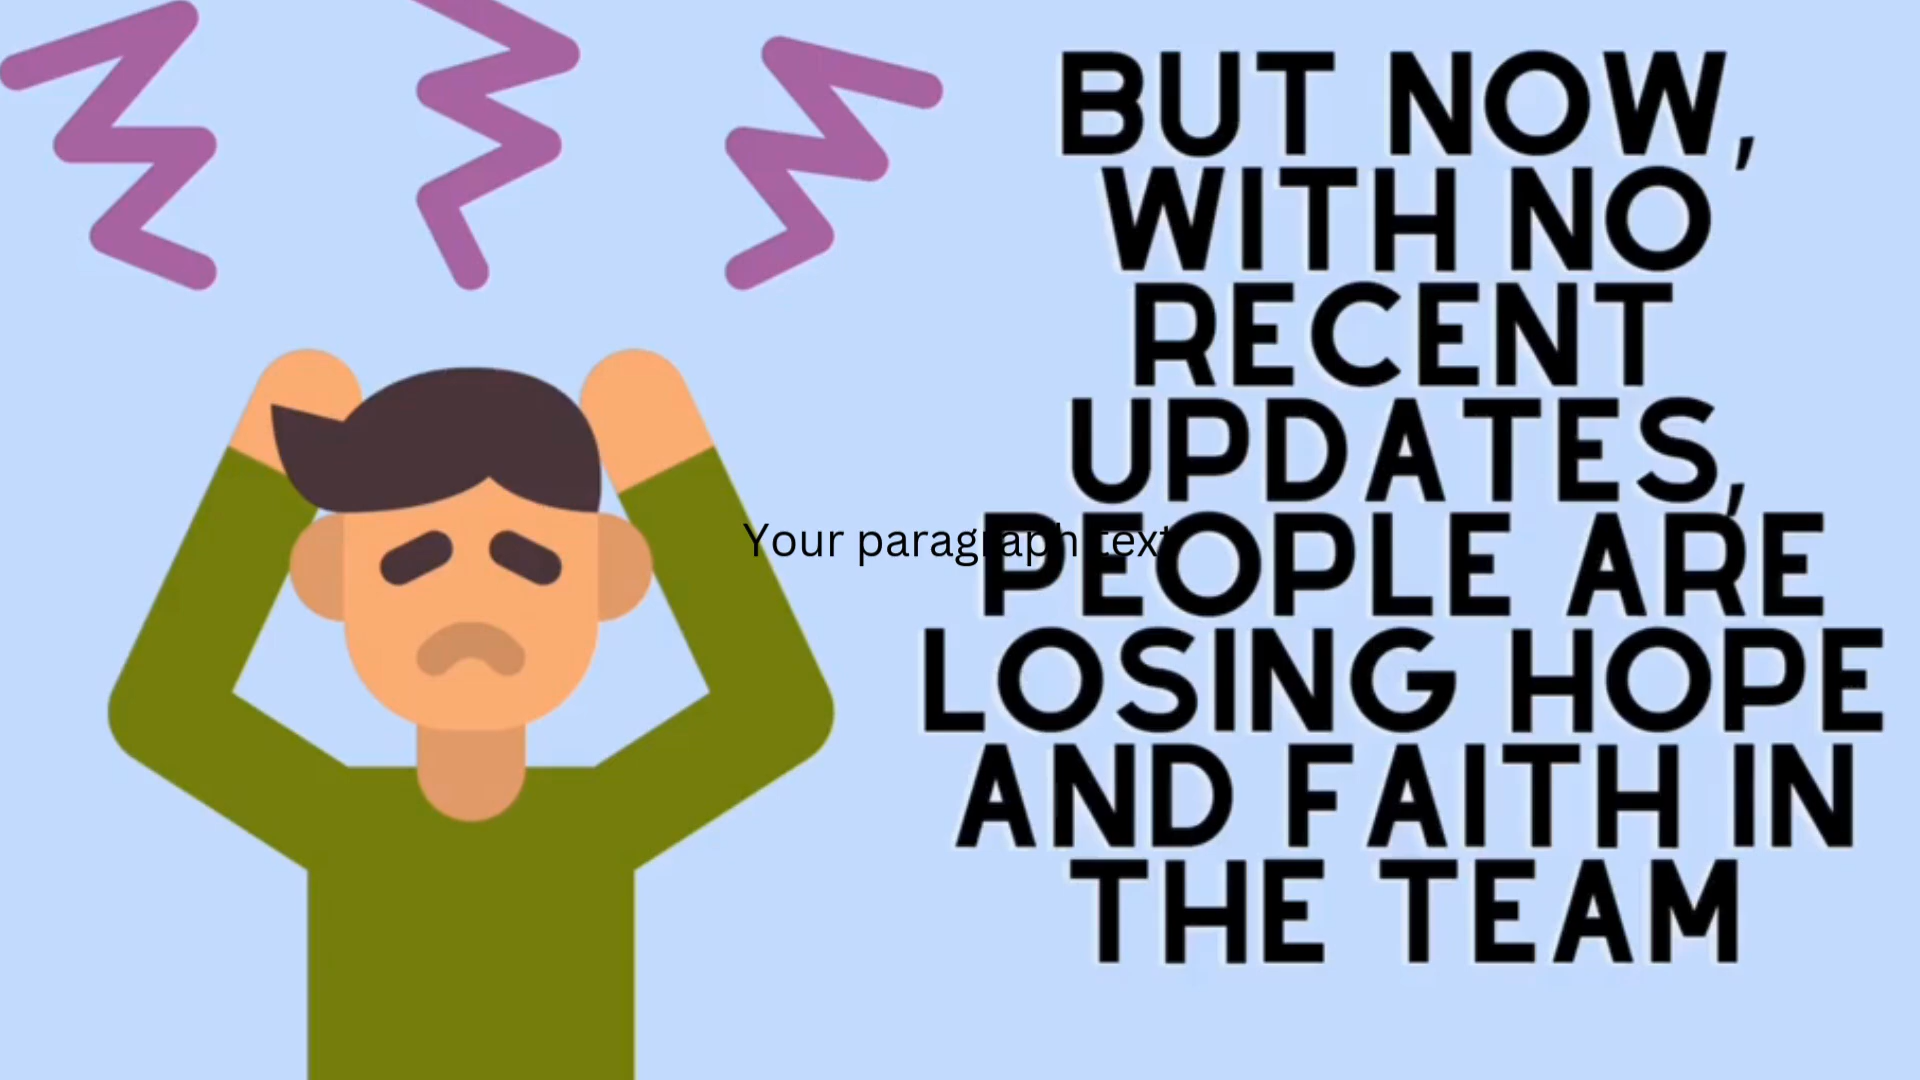 BUT NOW,
WITH NO
RECENT
UPDATES,
Your paragraph text
PEOPLE ARE
LOSING HOPE
AND FAITH IN
THE TEAM